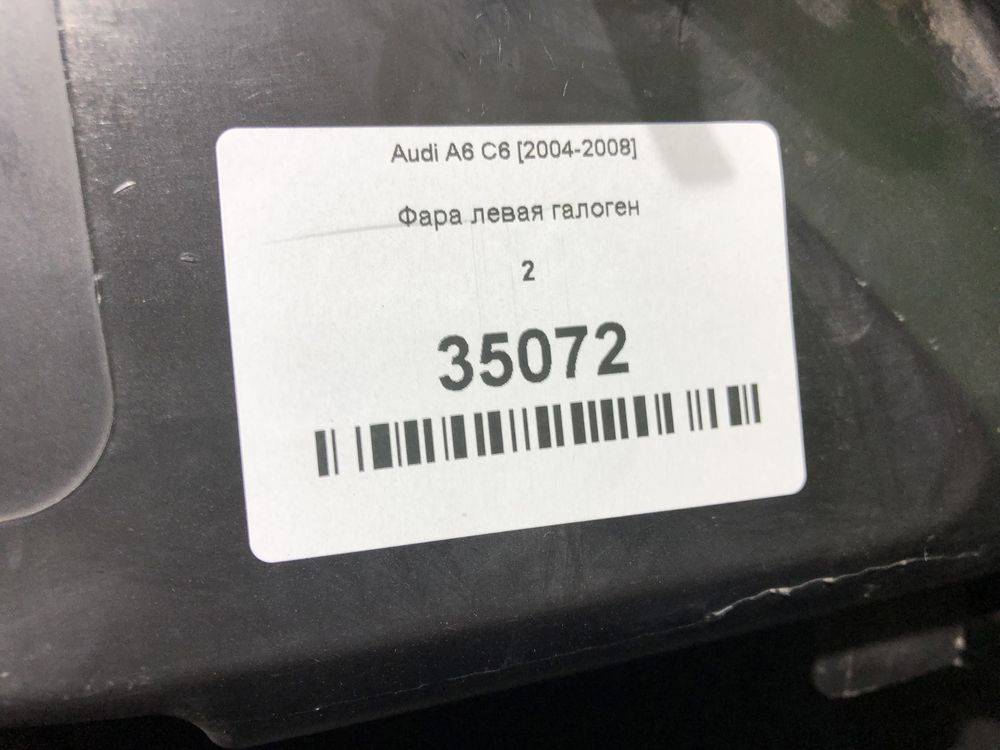 Audi A6 C6 [2004-2008]
Фара левая галоген
2
35072